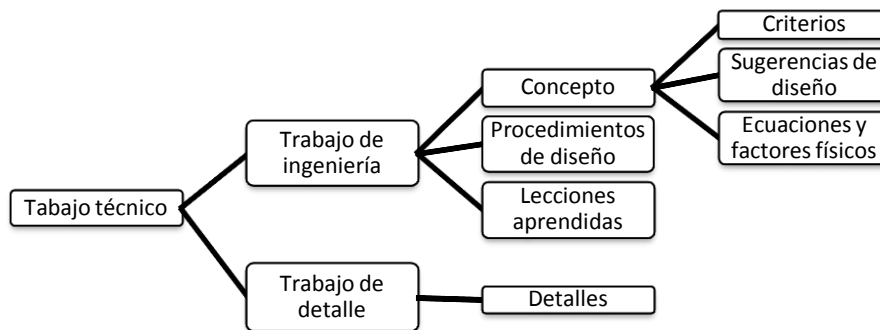 Tabajo técnico
Trabajo de
ingeniería
Concepto
Criterios
Sugerencias de
diseño
Ecuaciones y
factores físicos
Procedimientos
de diseño
Lecciones
aprendidas
Trabajo de
detalle
Detalles